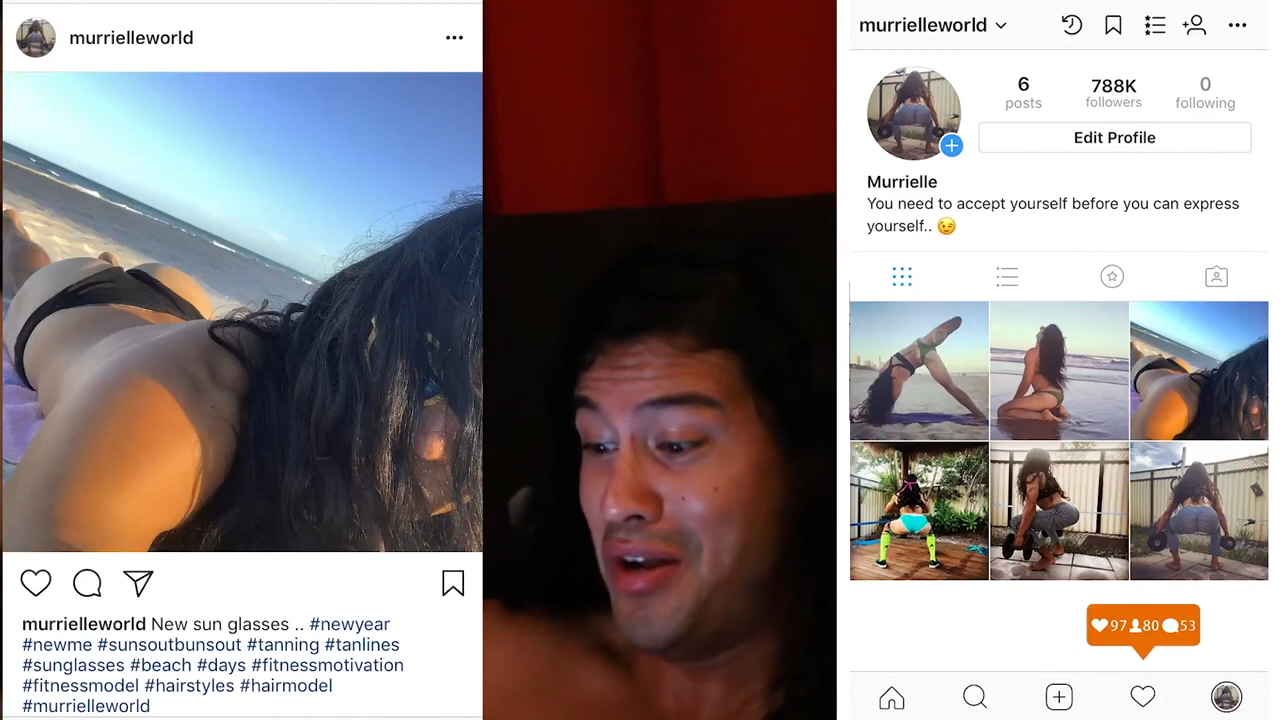 murrielleworld
murrielleworld New sun glasses .. #newyear
#newme #sunsoutbunsout #tanning #tanlines
#sunglasses #beach #days #fitnessmotivation
#fitnessmodel #hairstyles #hairmodel
#murrielleworld
murrielleworld
6 788K 0
posts followers following
Edit Profile
Murrielle
You need to accept yourself before you can express
yourself.. 😉
97 80 53